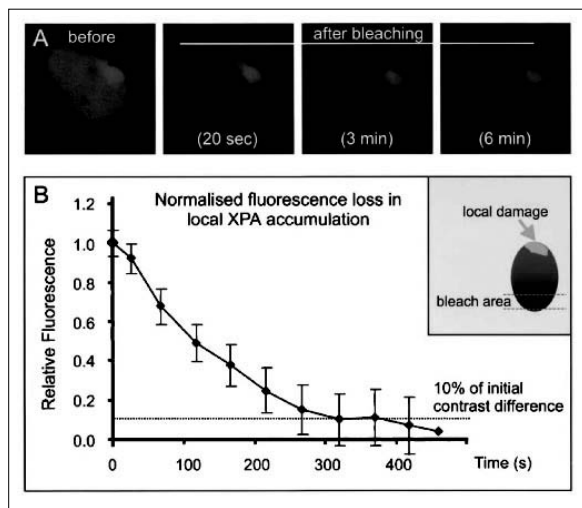 A
before
after bleaching
(20 sec)
(3 min)
(6 min)
B
Normalised fluorescence loss in
local XPA accumulation
local damage
bleach area
Relative Fluorescence
1.2
1.0
0.8
0.6
0.4
0.2
0.0
10% of initial
contrast difference
0
100
200
300
400
Time (s)